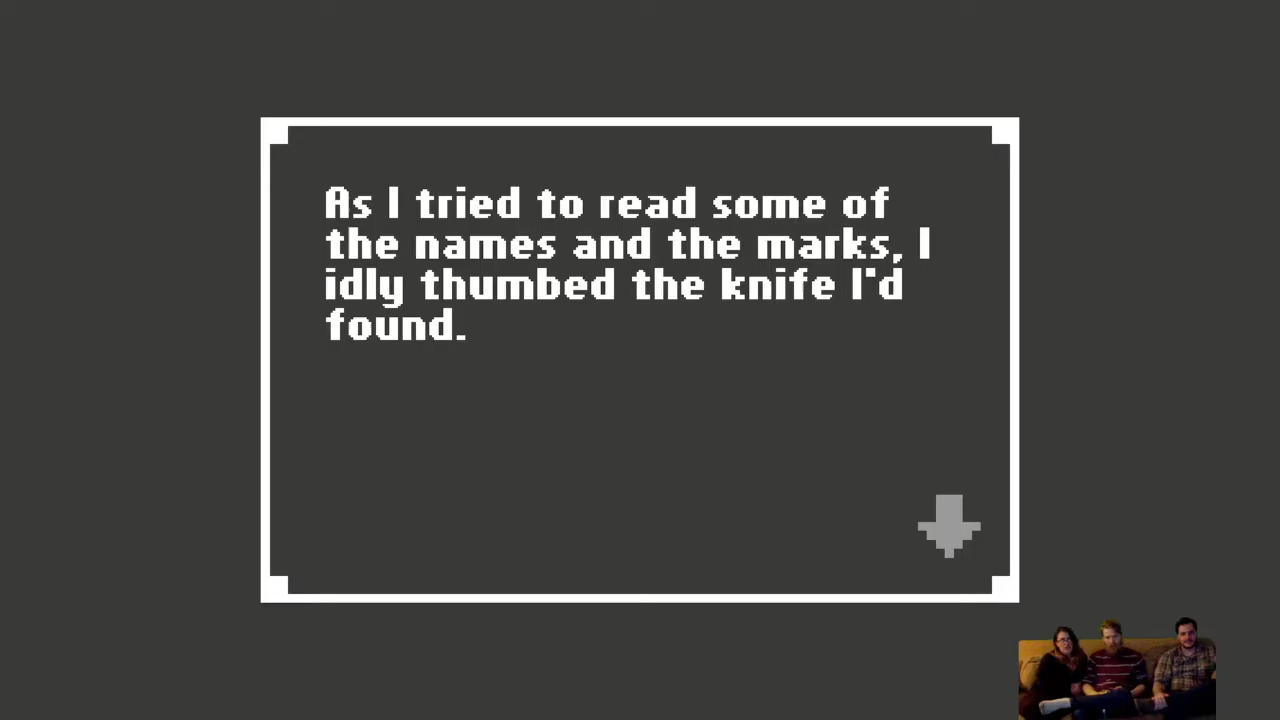 As I tried to read some of
the names and the marks, I
idly thumbed the knife I'd
found.